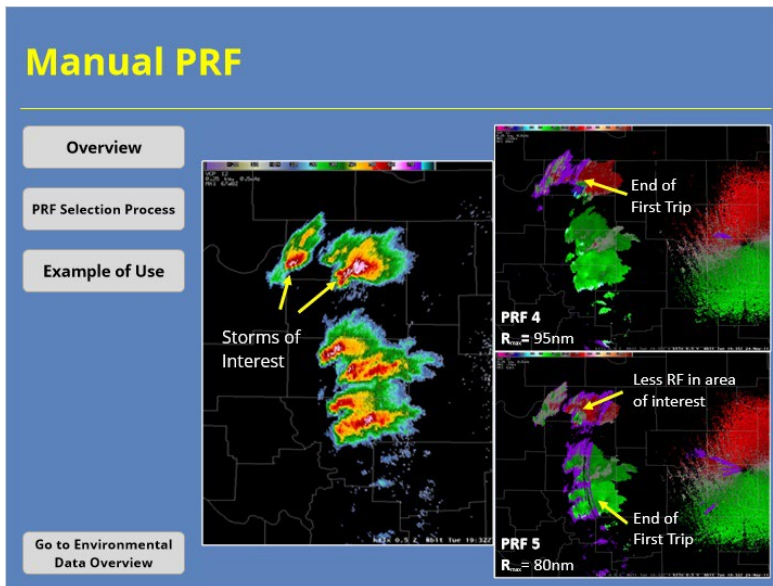 Manual PRF
Overview
PRF Selection Process
Example of Use
Go to Environmental
Data Overview
VCP 12
Storms of
Interest
End of
First Trip
PRF 4
Rmax= 95nm
Less RF in area
of interest
End of
First Trip
PRF 5
Rmax= 80nm